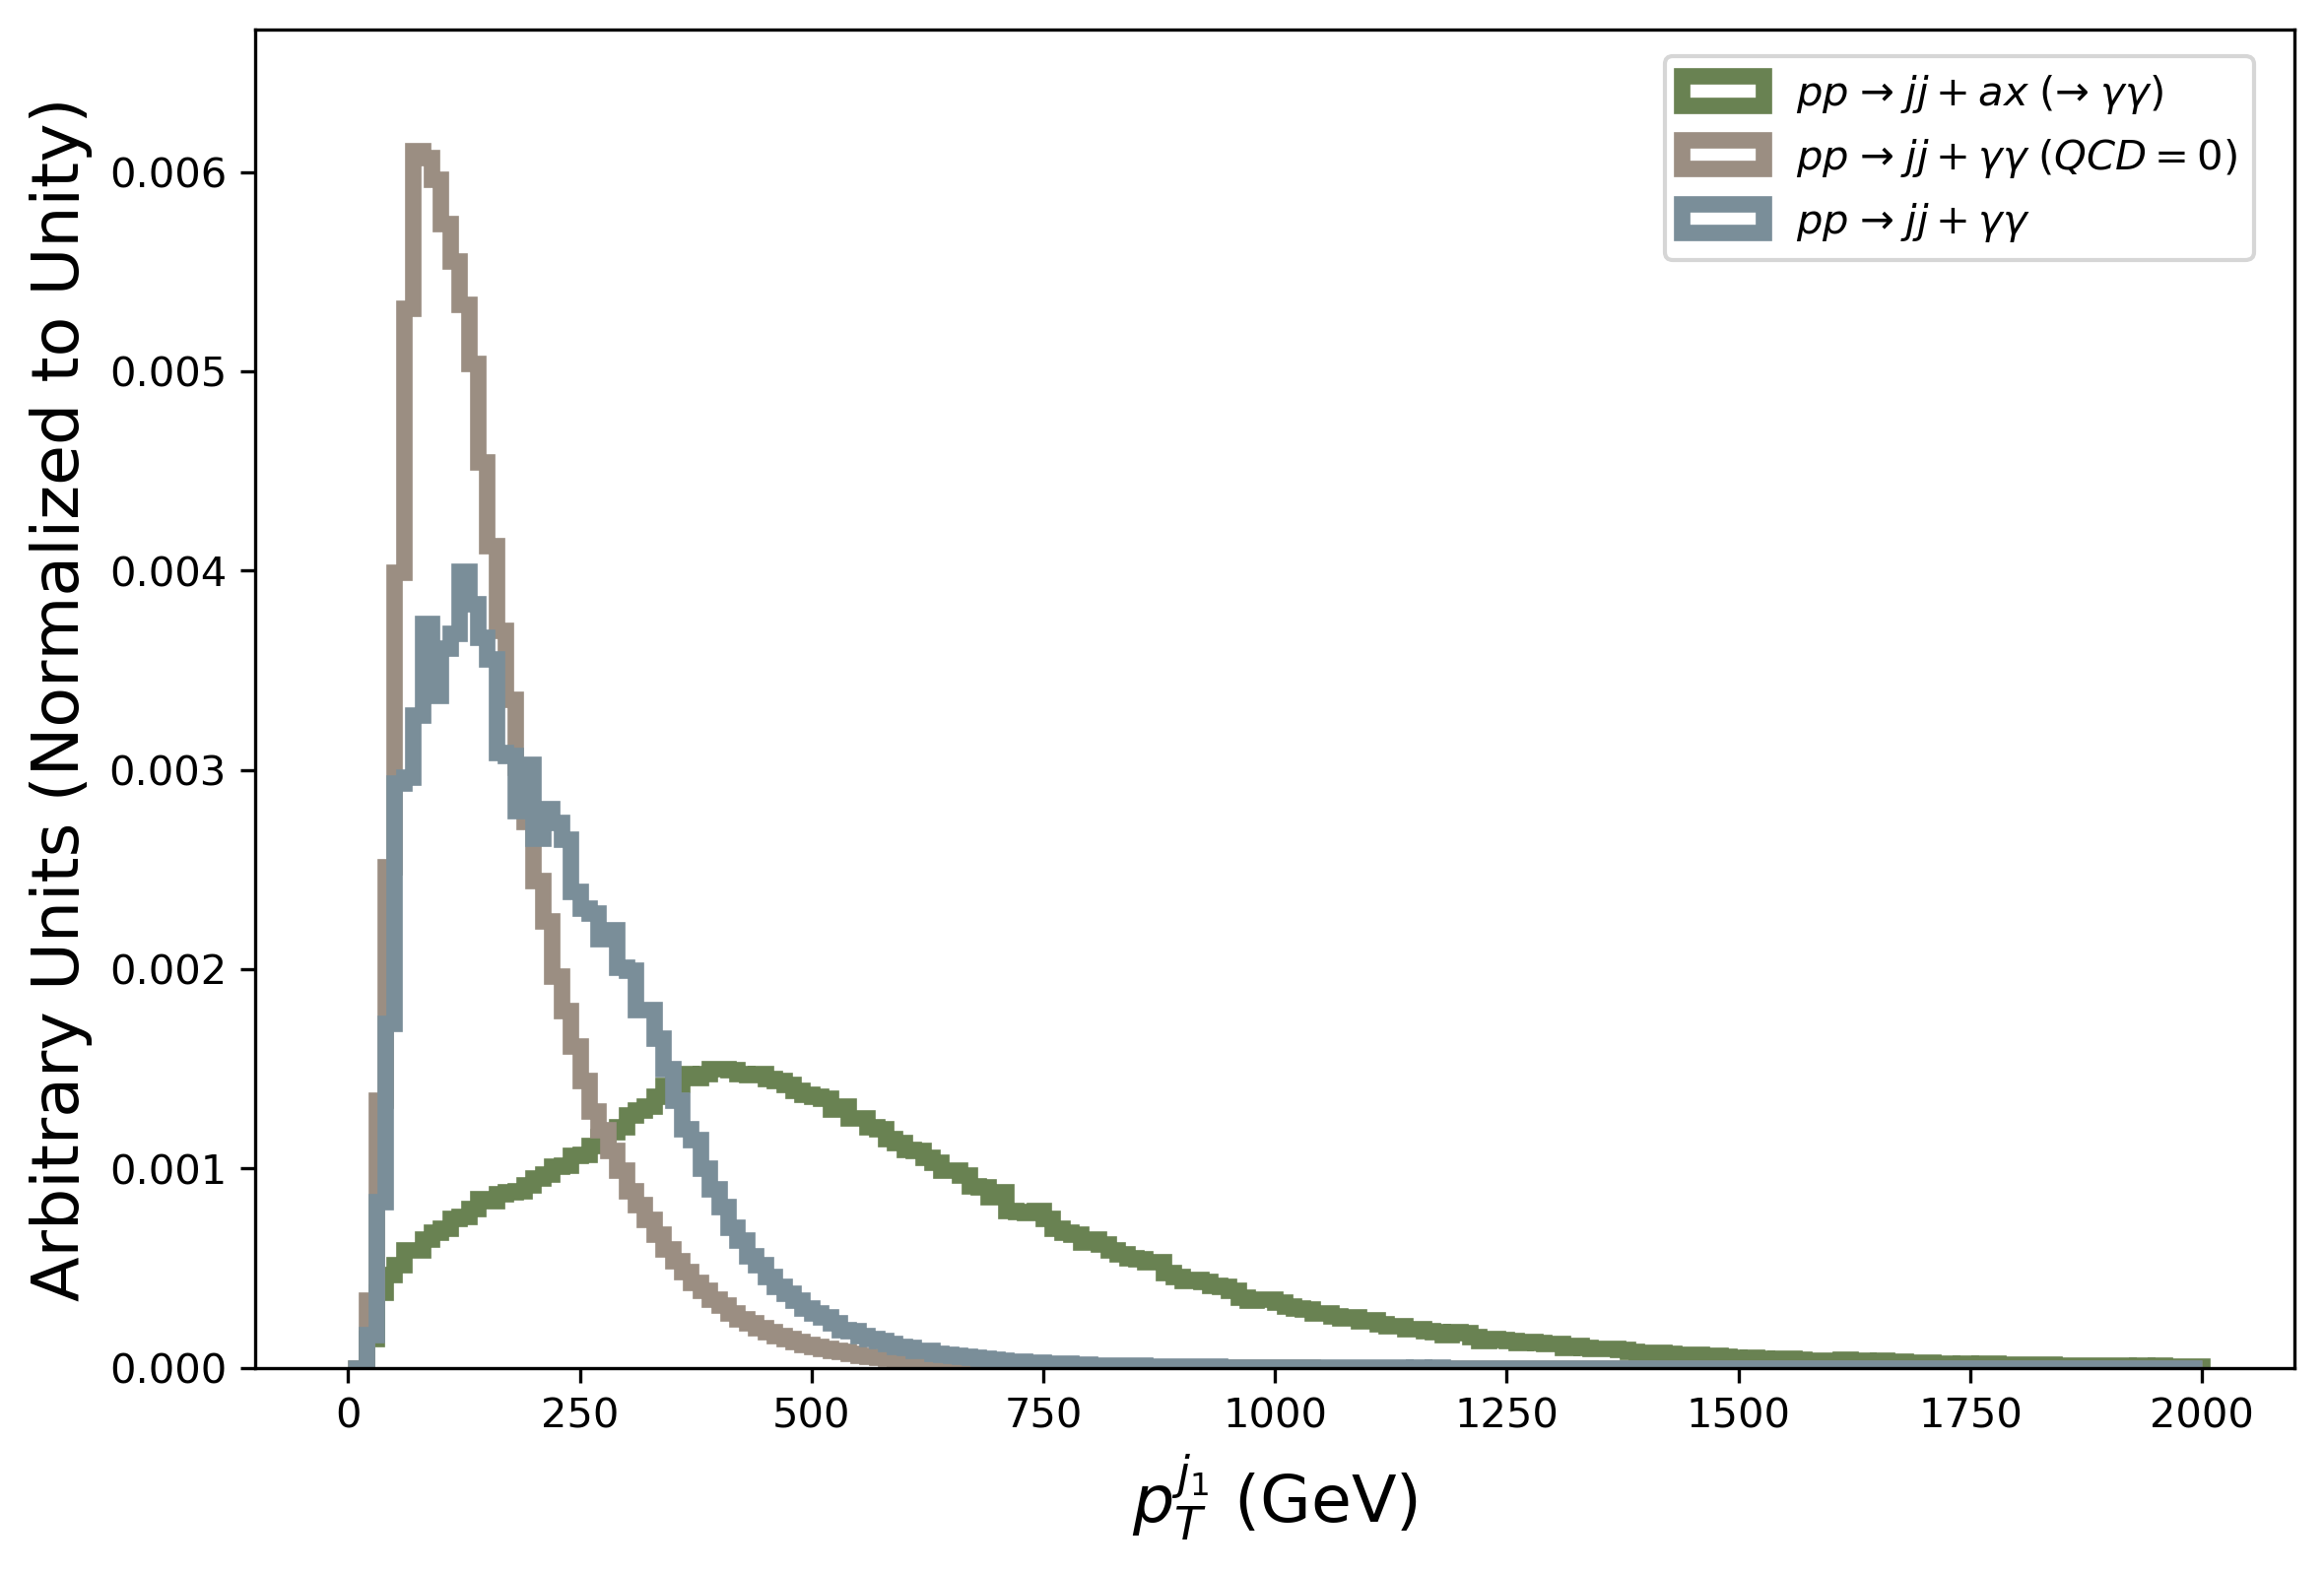 Arbitrary Units (Normalized to Unity)
0.006
0.005
0.004
0.003
0.002
0.001
0.000
0 250 500 750 1000 1250 1500 1750 2000
p_T^{j_1} (GeV)
pp → jj + ax (→ γγ)
pp → jj + γγ (QCD = 0)
pp → jj + γγ